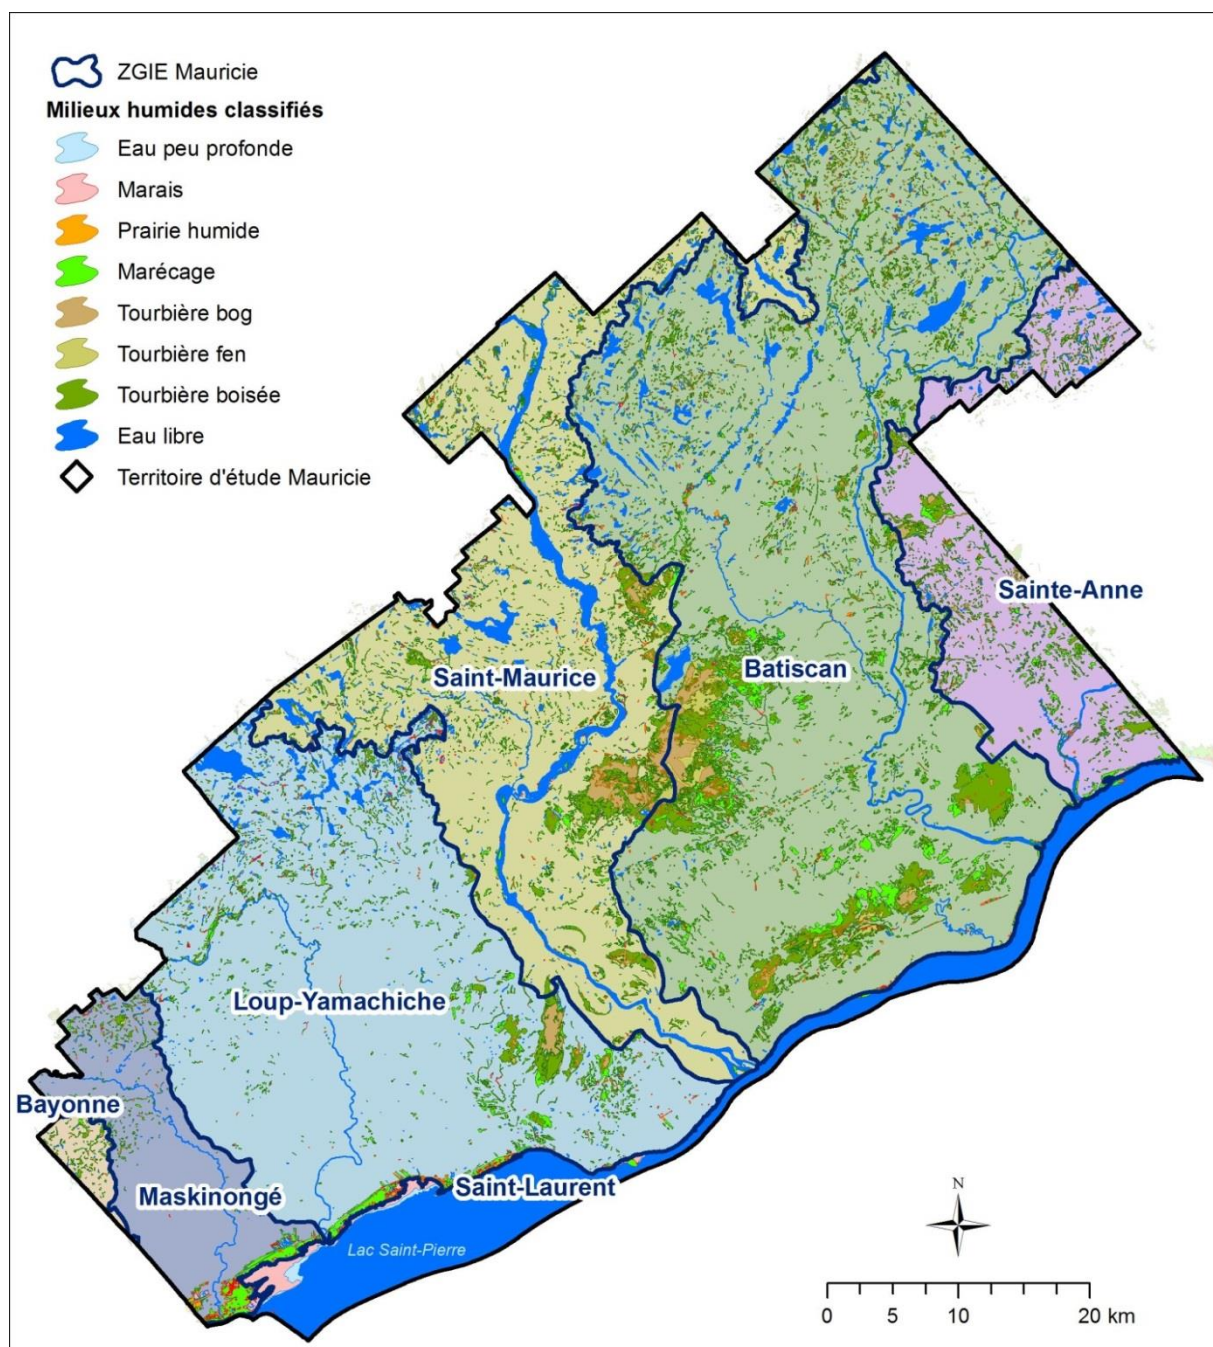 ZGIE Mauricie
Milieux humides classifiés
Eau peu profonde
Marais
Prairie humide
Marécage
Tourbière bog
Tourbière fen
Tourbière boisée
Eau libre
Territoire d'étude Mauricie
Sainte-Anne
Saint-Maurice
Batiscan
Loup-Yamachiche
Bayonne
Maskinongé
Saint-Laurent
Lac Saint-Pierre
N
0 5 10 20 km